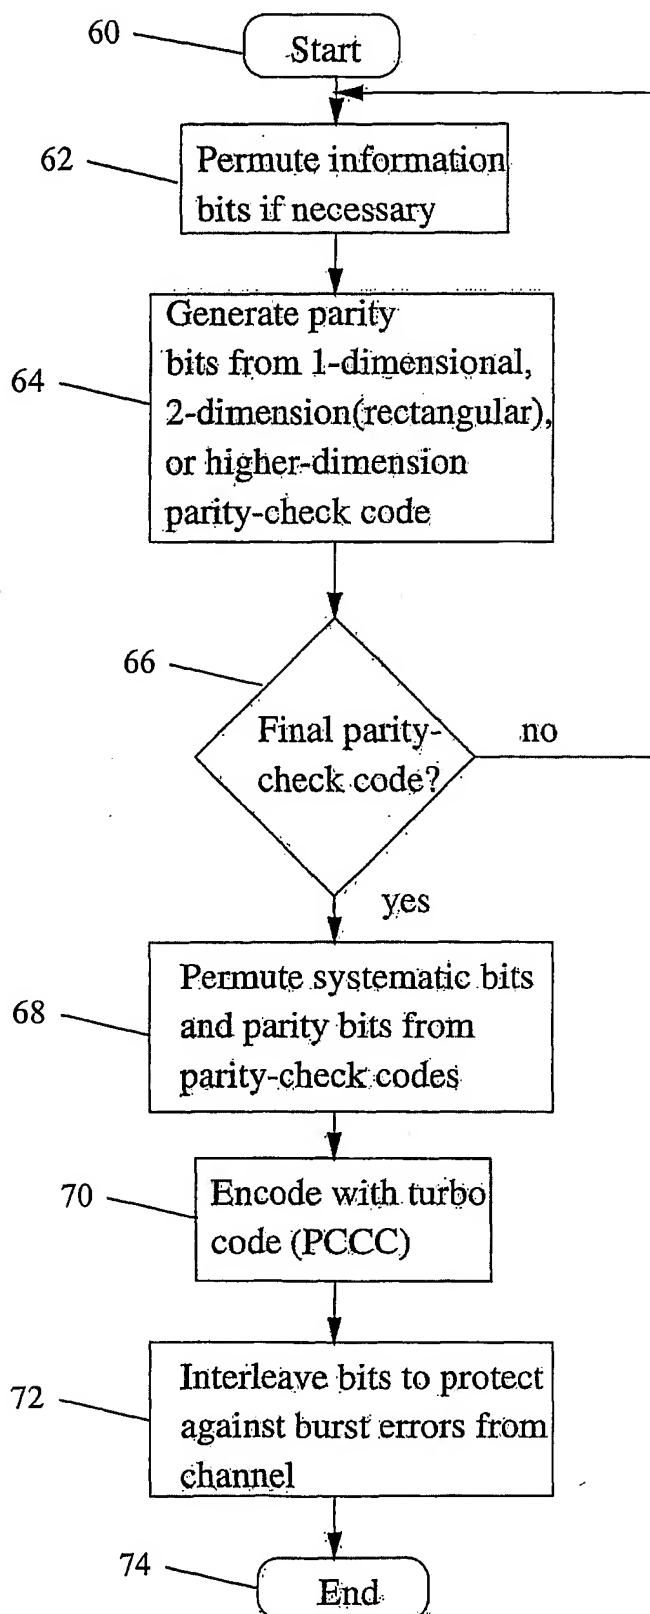 60
Start
62
Permute information
bits if necessary
64
Generate parity
bits from 1-dimensional,
2-dimension(rectangular),
or higher-dimension
parity-check code
66
Final parity-
check code?
no
yes
68
Permute systematic bits
and parity bits from
parity-check codes
70
Encode with turbo
code (PCCC)
72
Interleave bits to protect
against burst errors from
channel
74
End